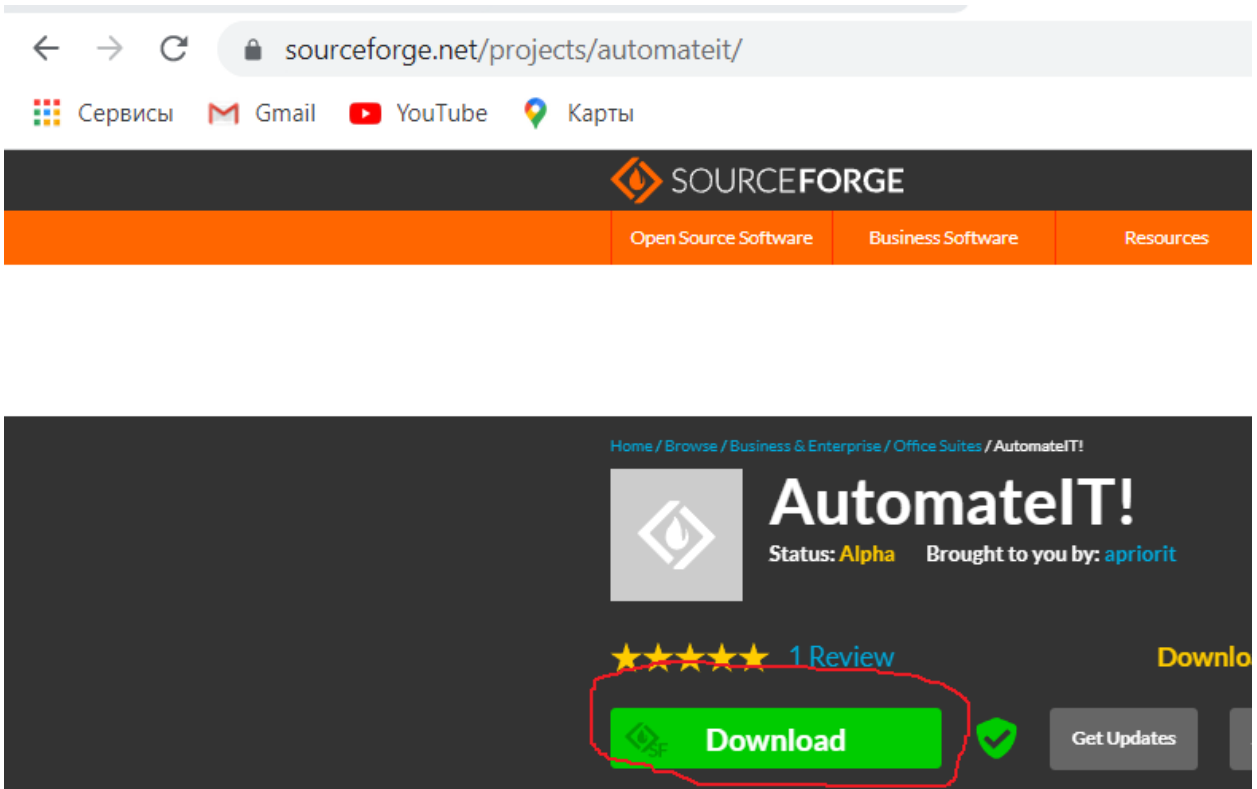 sourceforge.net/projects/automateit/
Сервисы Gmail YouTube Карты
SOURCEFORGE
Open Source Software Business Software Resources
Home / Browse / Business & Enterprise / Office Suites / AutomateIT!
AutomateIT!
Status: Alpha Brought to you by: apriorit
1 Review
SF Download Get Updates